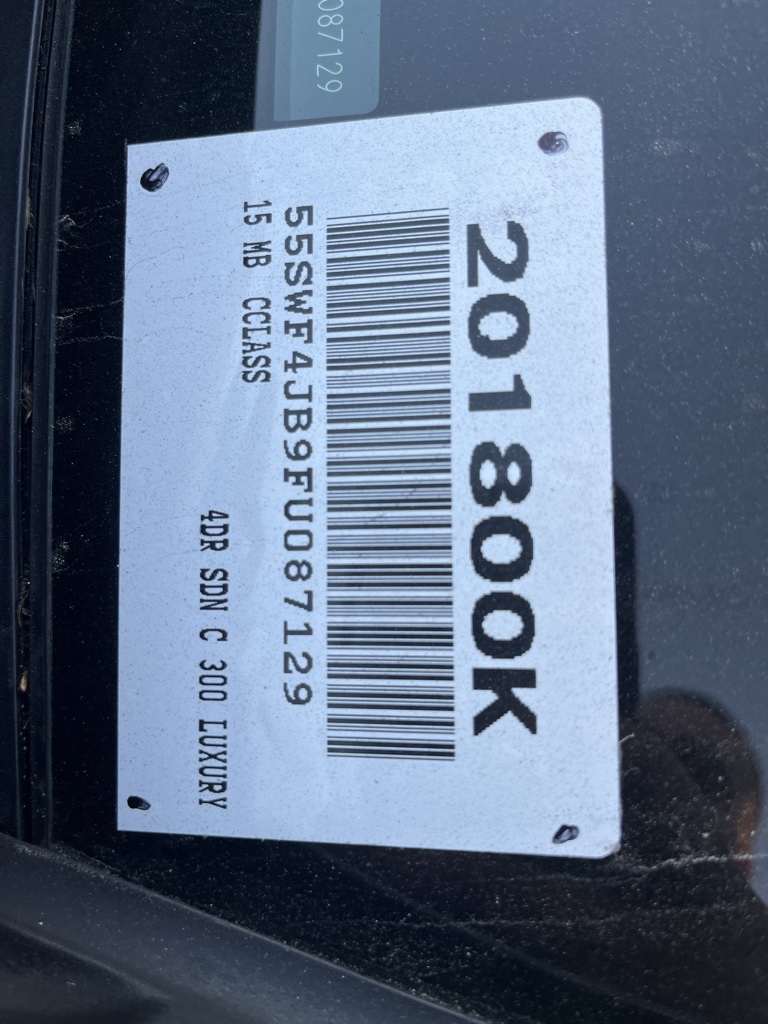 087129
201800K
55SWF4JB9FU087129
15 MB CCLASS
4DR SDN C 300 LUXURY